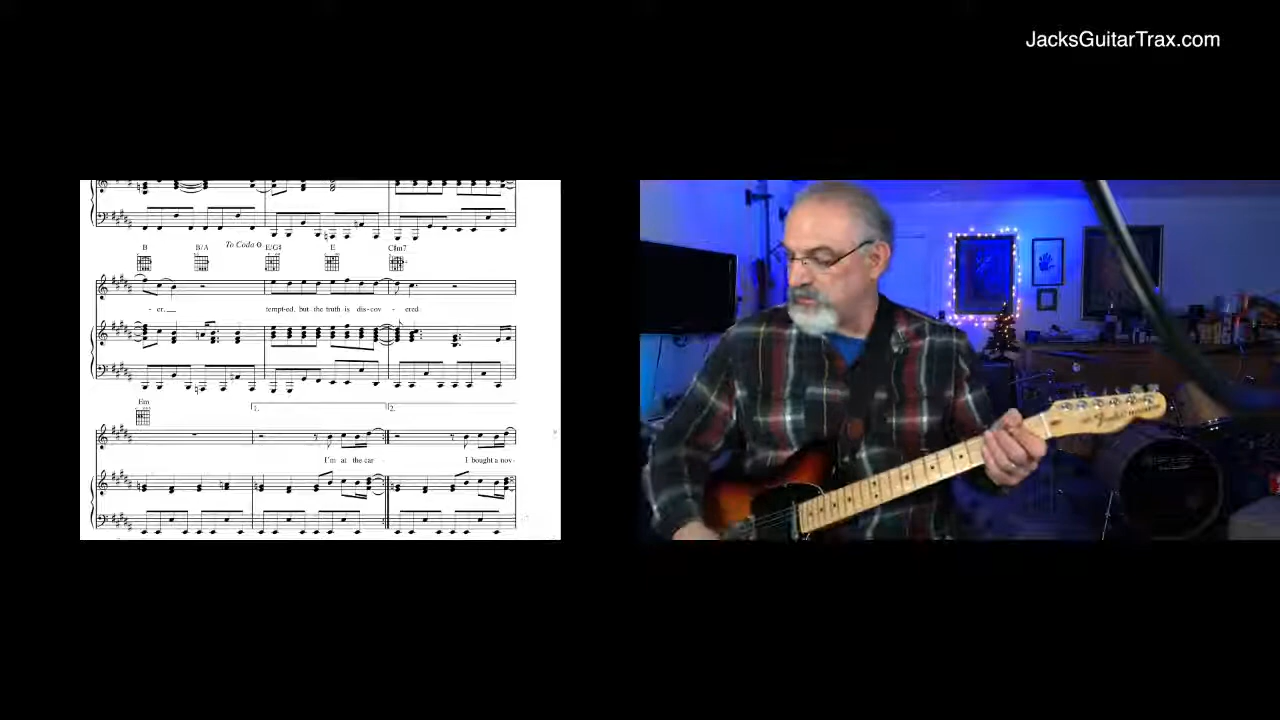 JacksGuitarTrax.com
B B/A To Coda E/G♯ E C♯m7
er. tempt-ed, but the truth is dis-cov - ered
Em 1. 2.
I'm at the car I bought a nov-